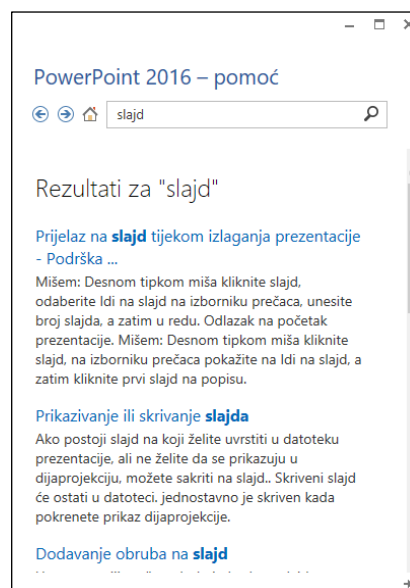 PowerPoint 2016 – pomoć
slajd
Rezultati za "slajd"
Prijelaz na slajd tijekom izlaganja prezentacije
- Podrška ...
Mišem: Desnom tipkom miša kliknite slajd,
odaberite Idi na slajd na izborniku prečaca, unesite
broj slajda, a zatim u redu. Odlazak na početak
prezentacije. Mišem: Desnom tipkom miša kliknite
slajd, na izborniku prečaca pokažite na Idi na slajd, a
zatim kliknite prvi slajd na popisu.
Prikazivanje ili skrivanje slajda
Ako postoji slajd na koji želite uvrstiti u datoteku
prezentacije, ali ne želite da se prikazuju u
dijaprojekciju, možete sakriti na slajd.. Skriveni slajd
će ostati u datoteci. jednostavno je skriven kada
pokrenete prikaz dijaprojekcije.
Dodavanje obruba na slajd